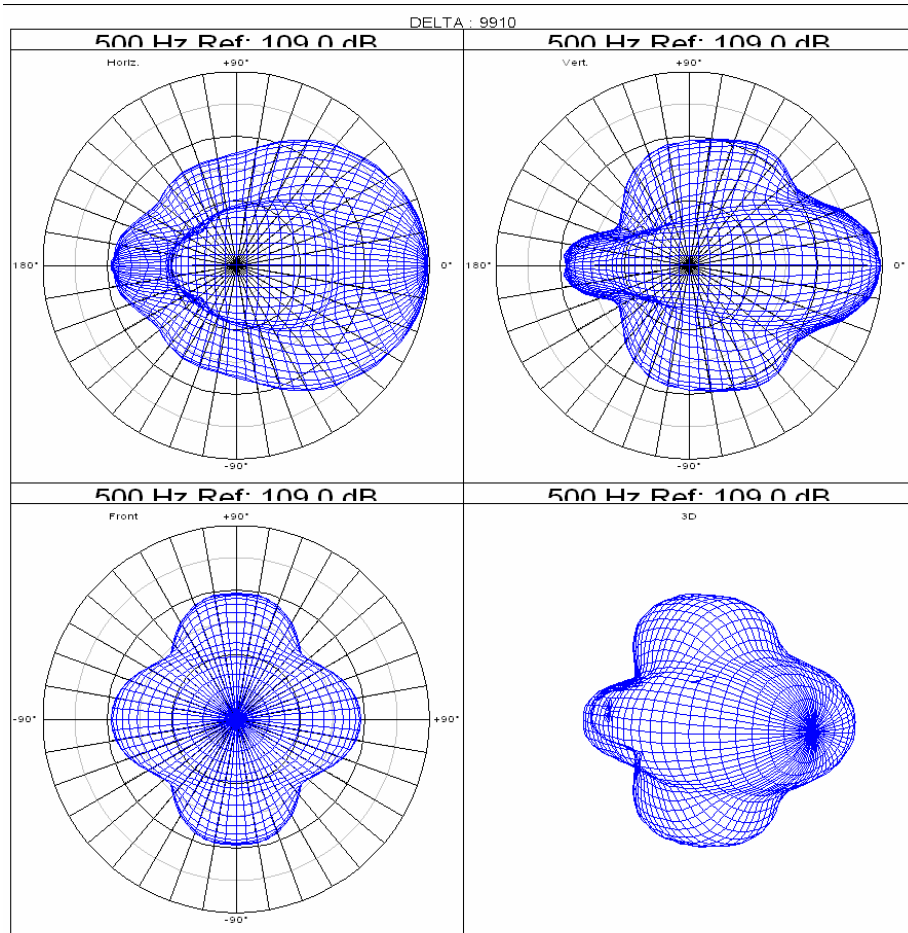 DELTA : 9910
500 Hz Ref: 109.0 dB
500 Hz Ref: 109.0 dB
Horiz.
+90°
Vert.
+90°
180°
0°
180°
0°
-90°
-90°
500 Hz Ref: 109.0 dB
500 Hz Ref: 109.0 dB
Front
+90°
3D
-90°
+90°
-90°